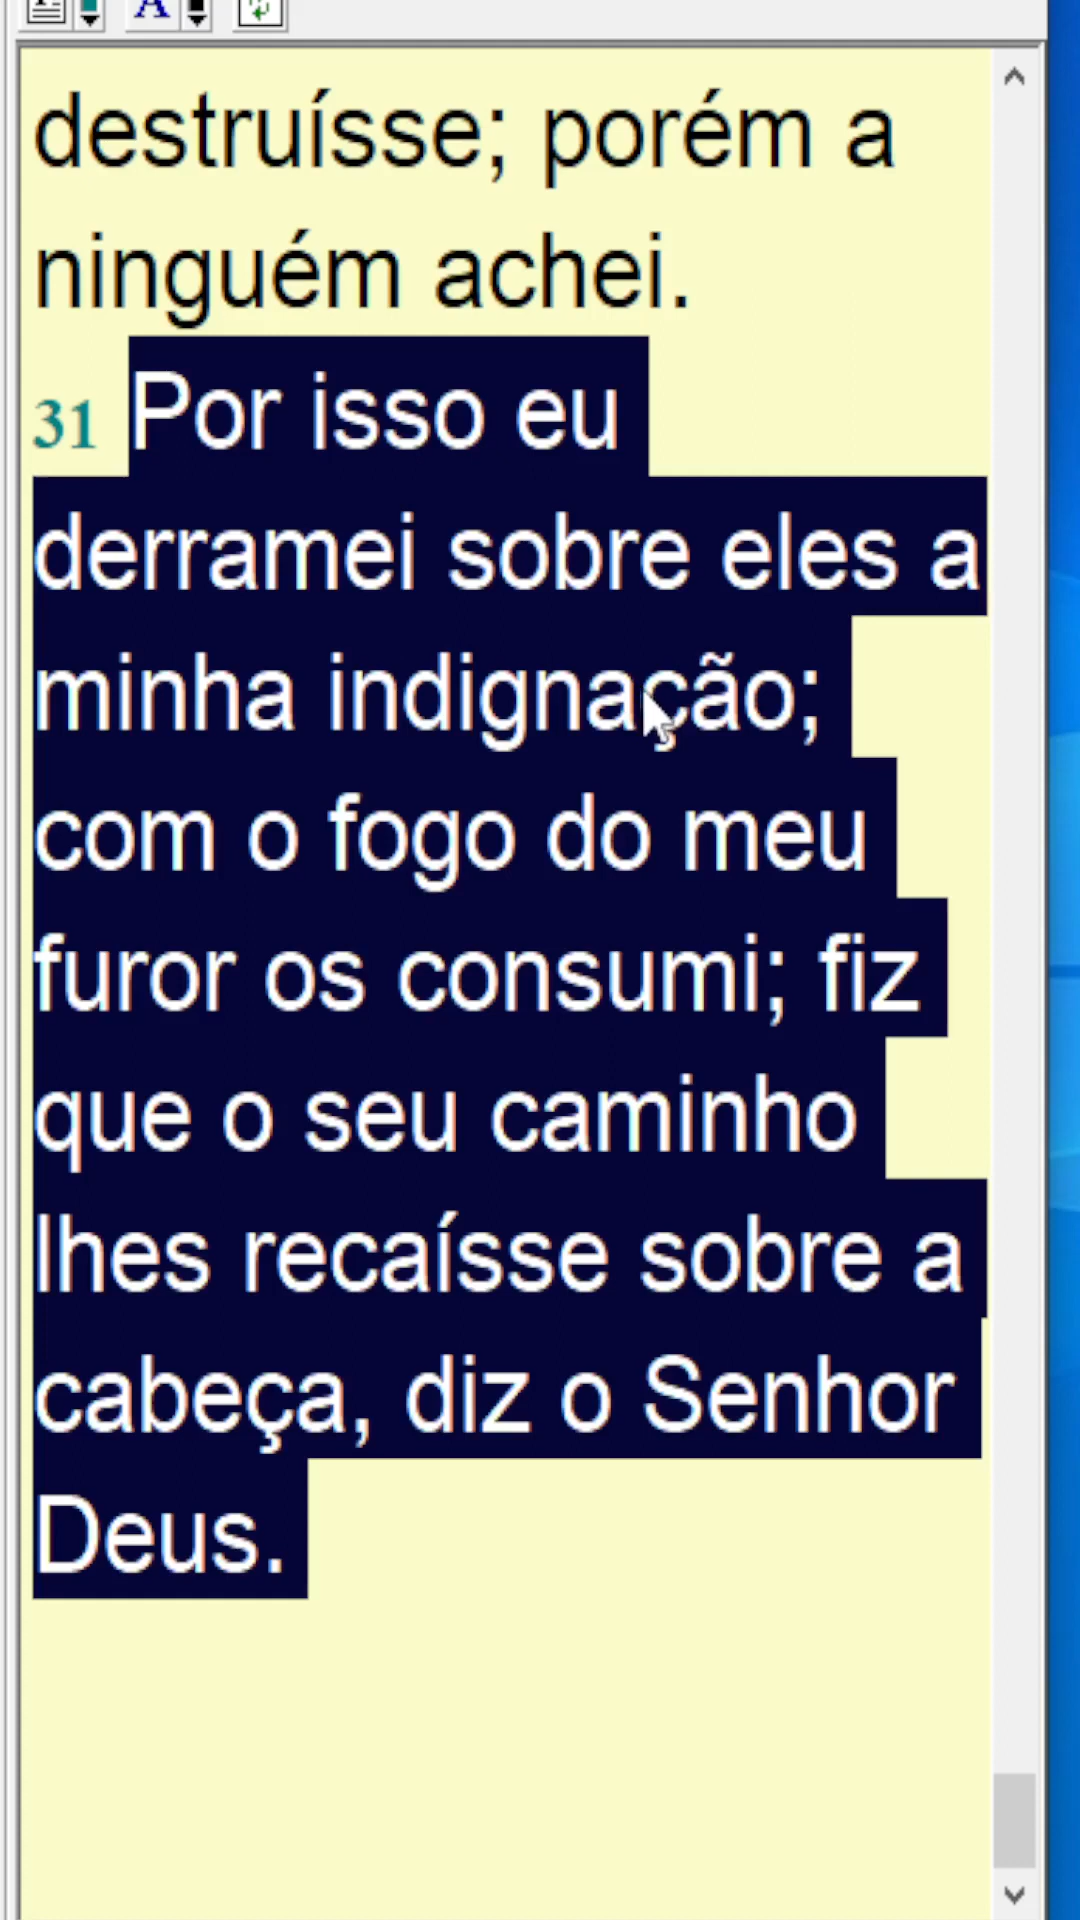 destruísse; porém a
ninguém achei.
31 Por isso eu
derramei sobre eles a
minha indignação;
com o fogo do meu
furor os consumi; fiz
que o seu caminho
lhes recaísse sobre a
cabeça, diz o Senhor
Deus.